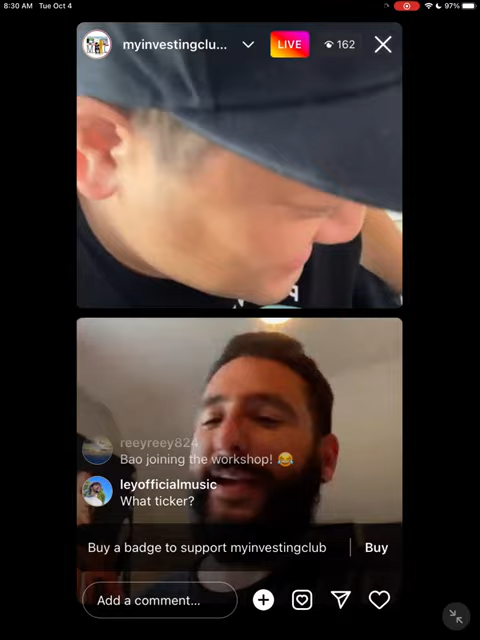 8:30 AM Tue Oct 4
97%
myinvestingclu...
LIVE
162
reeyreey824
Bao joining the workshop! 😂
leyofficialmusic
What ticker?
Buy a badge to support myinvestingclub
Buy
Add a comment...